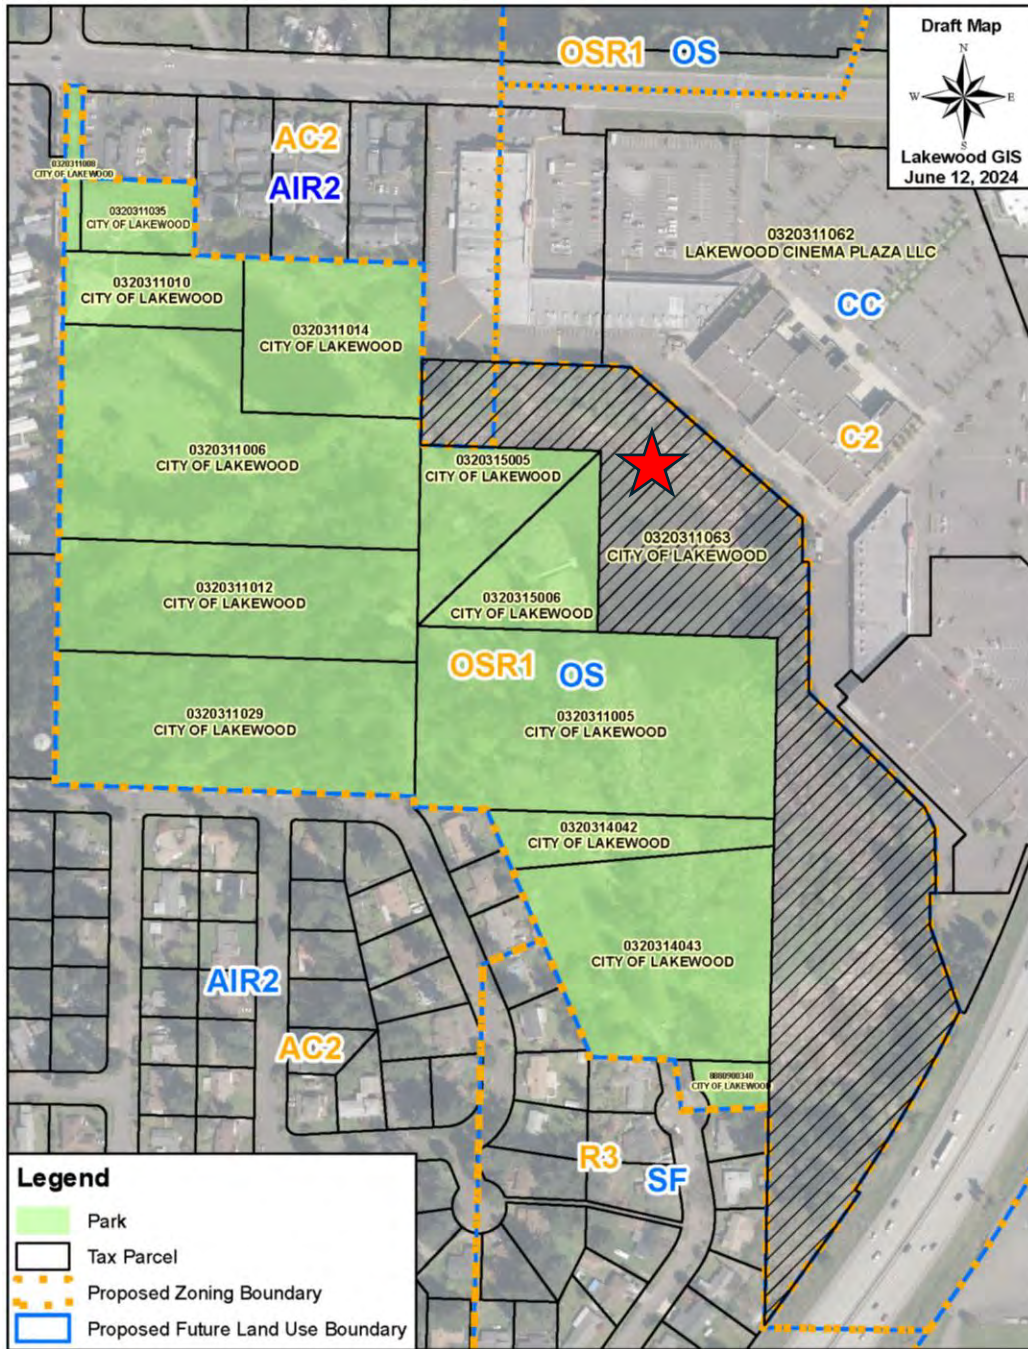 Draft Map
N
W
E
S
Lakewood GIS
June 12, 2024
OSR1 OS
AC2
AIR2
0320311008
CITY OF LAKEWOOD
0320311035
CITY OF LAKEWOOD
0320311062
LAKEWOOD CINEMA PLAZA LLC
0320311010
CITY OF LAKEWOOD
CC
0320311014
CITY OF LAKEWOOD
C2
0320311006
CITY OF LAKEWOOD
0320315005
CITY OF LAKEWOOD
0320311063
CITY OF LAKEWOOD
0320311012
CITY OF LAKEWOOD
0320315006
CITY OF LAKEWOOD
OSR1 OS
0320311029
CITY OF LAKEWOOD
0320311005
CITY OF LAKEWOOD
0320314042
CITY OF LAKEWOOD
0320314043
CITY OF LAKEWOOD
AIR2
AC2
8880900340
CITY OF LAKEWOOD
R3
SF
Legend
Park
Tax Parcel
Proposed Zoning Boundary
Proposed Future Land Use Boundary